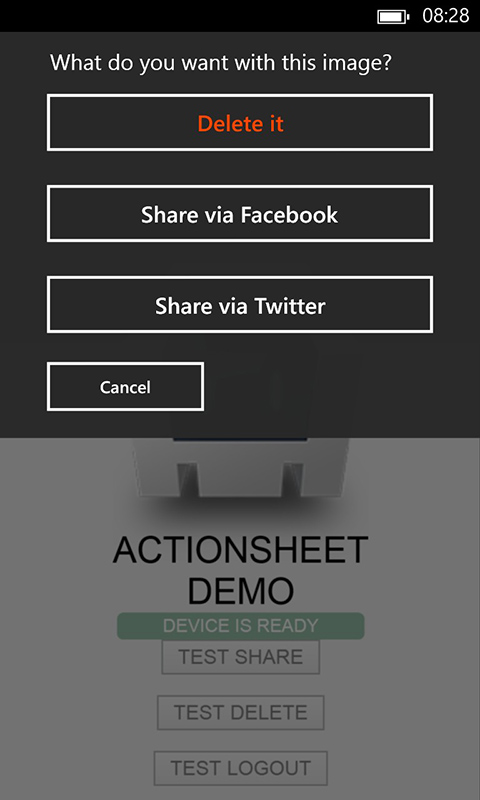 08:28
What do you want with this image?
Delete it
Share via Facebook
Share via Twitter
Cancel
ACTIONSHEET
DEMO
DEVICE IS READY
TEST SHARE
TEST DELETE
TEST LOGOUT